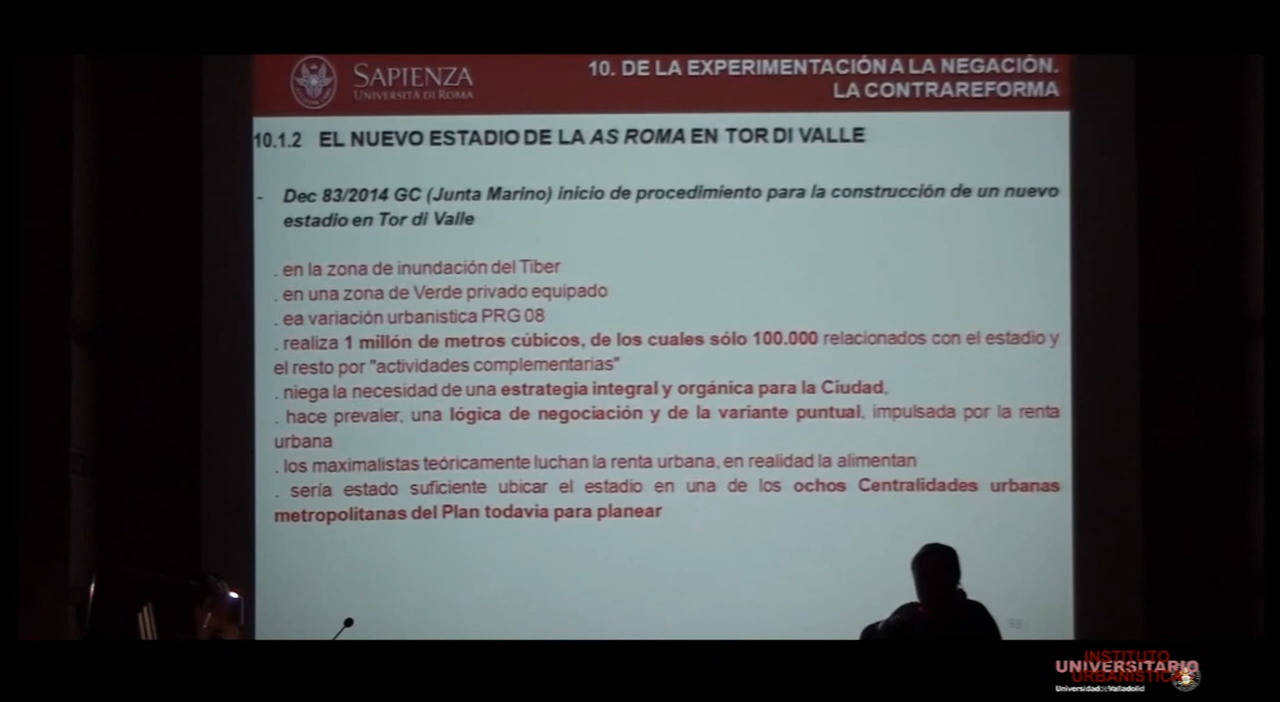 SAPIENZA
UNIVERSITÀ DI ROMA
10. DE LA EXPERIMENTACIÓN A LA NEGACIÓN.
LA CONTRAREFORMA
10.1.2 EL NUEVO ESTADIO DE LA AS ROMA EN TOR DI VALLE
- Dec 83/2014 GC (Junta Marino) inicio de procedimiento para la construcción de un nuevo
estadio en Tor di Valle
. en la zona de inundación del Tiber
. en una zona de Verde privado equipado
. ea variación urbanistica PRG 08
. realiza 1 millón de metros cúbicos, de los cuales sólo 100.000 relacionados con el estadio y
el resto por "actividades complementarias"
. niega la necesidad de una estrategia integral y orgánica para la Ciudad,
. hace prevaler, una lógica de negociación y de la variante puntual, impulsada por la renta
urbana
. los maximalistas teóricamente luchan la renta urbana, en realidad la alimentan
. sería estado suficiente ubicar el estadio en una de los ochos Centralidades urbanas
metropolitanas del Plan todavia para planear
93
INSTITUTO
UNIVERSITARIO
URBANÍSTICA
Universidad de Valladolid